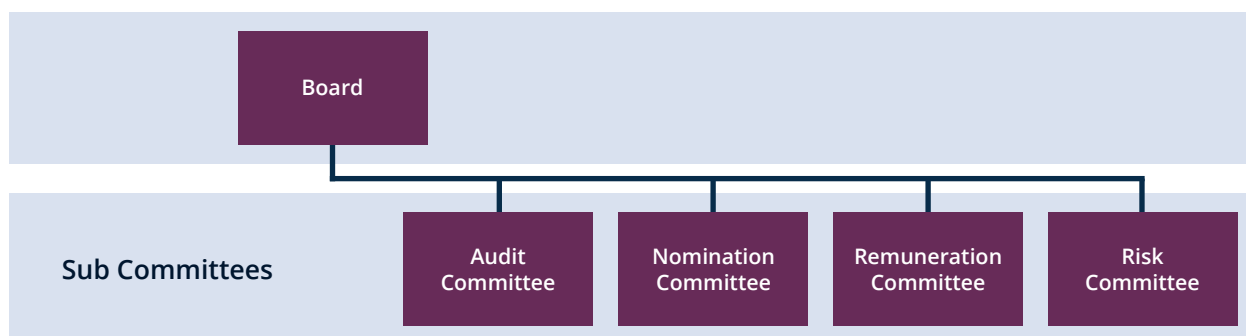 Board
Sub Committees
Audit
Committee
Nomination
Committee
Remuneration
Committee
Risk
Committee